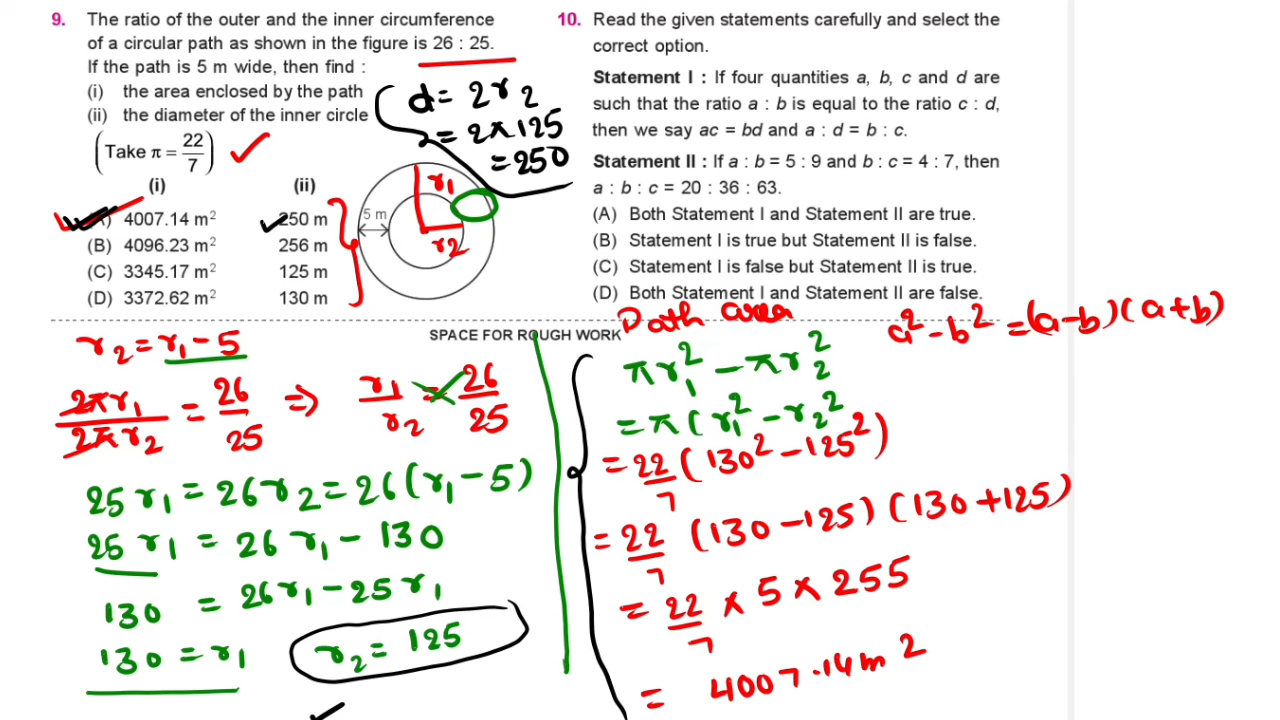 9. The ratio of the outer and the inner circumference
of a circular path as shown in the figure is 26 : 25.
If the path is 5 m wide, then find :
(i) the area enclosed by the path
(ii) the diameter of the inner circle
(Take π = 22/7)
(i) (ii)
(A) 4007.14 m² 250 m
(B) 4096.23 m² 256 m
(C) 3345.17 m² 125 m
(D) 3372.62 m² 130 m
d = 2r2
= 2×125
= 250
r1
5 m
r2
10. Read the given statements carefully and select the
correct option.
Statement I : If four quantities a, b, c and d are
such that the ratio a : b is equal to the ratio c : d,
then we say ac = bd and a : d = b : c.
Statement II : If a : b = 5 : 9 and b : c = 4 : 7, then
a : b : c = 20 : 36 : 63.
(A) Both Statement I and Statement II are true.
(B) Statement I is true but Statement II is false.
(C) Statement I is false but Statement II is true.
(D) Both Statement I and Statement II are false.
SPACE FOR ROUGH WORK
r2 = r1 - 5
2πr1/2πr2 = 26/25 ⇒ r1/r2 = 26/25
25 r1 = 26 r2 = 26(r1 - 5)
25 r1 = 26 r1 - 130
130 = 26r1 - 25r1
130 = r1
r2 = 125
Path area
a² - b² = (a-b)(a+b)
πr1² - πr2²
= π(r1² - r2²
= 22/7 (130² - 125²)
= 22/7 (130 - 125)(130 + 125)
= 22/7 × 5 × 255
= 4007.14m²